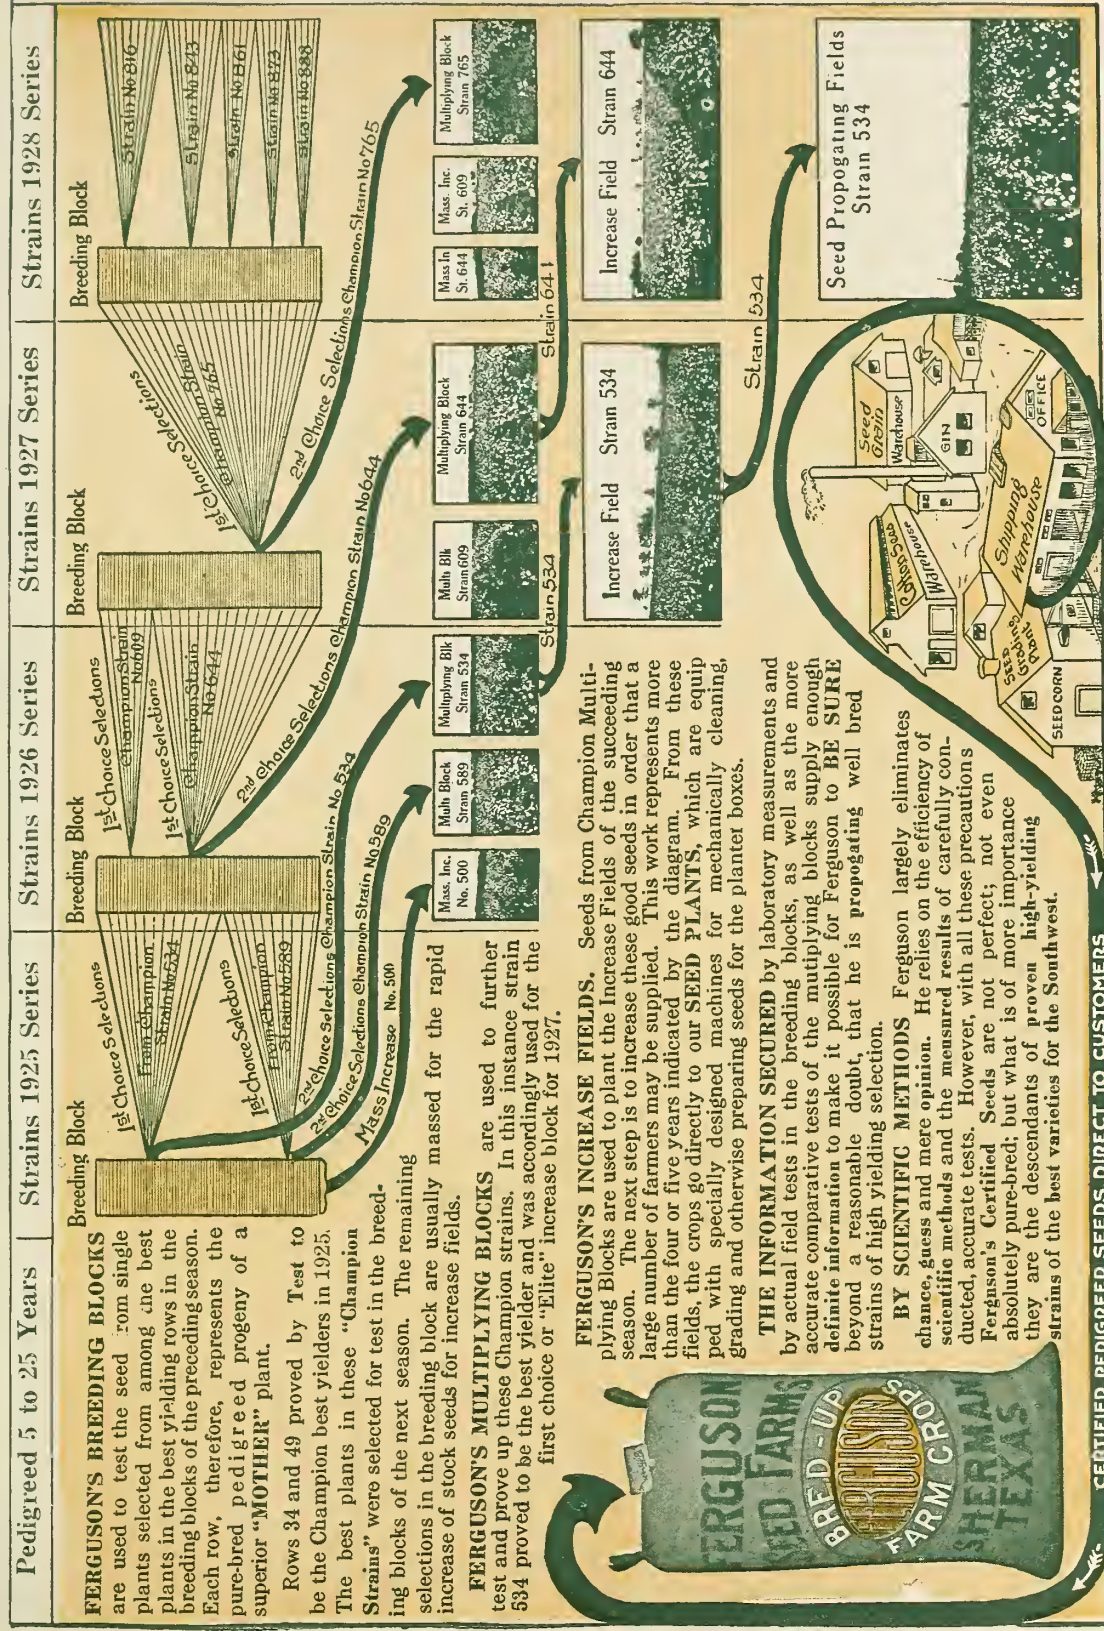 Pedigreed 5 to 25 Years
Strains 1925 Series
Strains 1926 Series
Strains 1927 Series
Strains 1928 Series
FERGUSON'S BREEDING BLOCKS
are used to test the seed from single
plants selected from among the best
plants in the best yielding rows in the
breeding blocks of the preceding season.
Each row, therefore, represents the
pure-bred pedigreed progeny of a
superior "MOTHER" plant.
Rows 34 and 49 proved by Test to
be the Champion best yielders in 1925.
The best plants in these "Champion
Strains" were selected for test in the breed-
ing blocks of the next season. The remaining
selections in the breeding block are usually massed for the rapid
increase of stock seeds for increase fields.
FERGUSON'S MULTIPLYING BLOCKS are used to further
test and prove up these Champion strains. In this instance strain
534 proved to be the best yielder and was accordingly used for the
first choice or "Elite" increase block for 1927.
Breeding Block
1st Choice Selections
From Champion
Strain No 534
1st Choice Selections
From Champion
Strain No 589
2nd Choice Selections Champion Strain No 534
2nd Choice Selections Champion Strain No. 589
Mass Increase No. 500
Breeding Block
1st Choice Selections
Champion Strain
No 609
1st Choice Selections
Champion Strain
No 644
2nd Choice Selections Champion Strain No 644
Breeding Block
1st Choice Selections
Champion Strain
No 765
2nd Choice Selections Champion Strain No 765
Breeding Block
Strain No 816
Strain No 843
Strain No 861
Strain No 873
Strain No 888
Mass. Inc.
No. 500
Mult Block
Strain 589
Multiplying Blk
Strain 534
Multi Blk
Strain 609
Multiplying Block
Strain 644
Mass In
St. 644
Mass. Inc.
St. 609
Multiplying Block
Strain 765
Strain 534
Strain 641
Increase Field Strain 534
Increase Field Strain 644
Strain 534
Seed Propogating Fields
Strain 534
FERGUSON'S INCREASE FIELDS. Seeds from Champion Multi-
plying Blocks are used to plant the Increase Fields of the succeeding
season. The next step is to increase these good seeds in order that a
large number of farmers may be supplied. This work represents more
than the four or five years indicated by the diagram. From these
fields, the crops go directly to our SEED PLANTS, which are equip
ped with specially designed machines for mechanically cleaning,
grading and otherwise preparing seeds for the planter boxes.
THE INFORMATION SECURED by laboratory measurements and
by actual field tests in the breeding blocks, as well as the more
accurate comparative tests of the mutiplying blocks supply enough
definite information to make it possible for Ferguson to BE SURE
beyond a reasonable doubt, that he is propogating well bred
strains of high yielding selection.
BY SCIENTIFIC METHODS Ferguson largely eliminates
chance, guess and mere opinion. He relies on the efficiency of
scientific methods and the measured results of carefully con-
ducted, accurate tests. However, with all these precautions
Ferguson's Certified Seeds are not perfect; not even
absolutely pure-bred; but what is of more importance
they are the descendants of proven high-yielding
strains of the best varieties for the Southwest.
FERGUSON
SEED FARMS
BRED-UP
FERGUSON'S
FARM CROPS
SHERMAN
TEXAS
Cotton Seed
Warehouse
Seed
Grain
Warehouse
GIN
OFFICE
Shipping
Warehouse
SEED
Grading
Plant
SEED CORN
CERTIFIED PEDIGREED SEEDS DIRECT TO CUSTOMERS